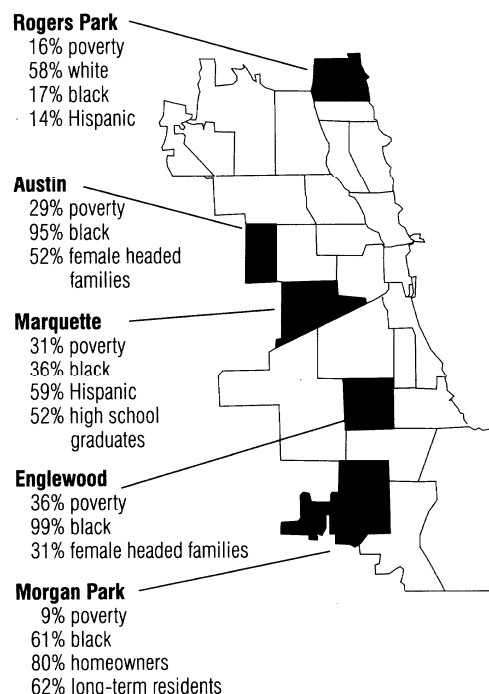 Rogers Park
16% poverty
58% white
17% black
14% Hispanic
Austin
29% poverty
95% black
52% female headed
families
Marquette
31% poverty
36% black
59% Hispanic
52% high school
graduates
Englewood
36% poverty
99% black
31% female headed families
Morgan Park
9% poverty
61% black
80% homeowners
62% long-term residents